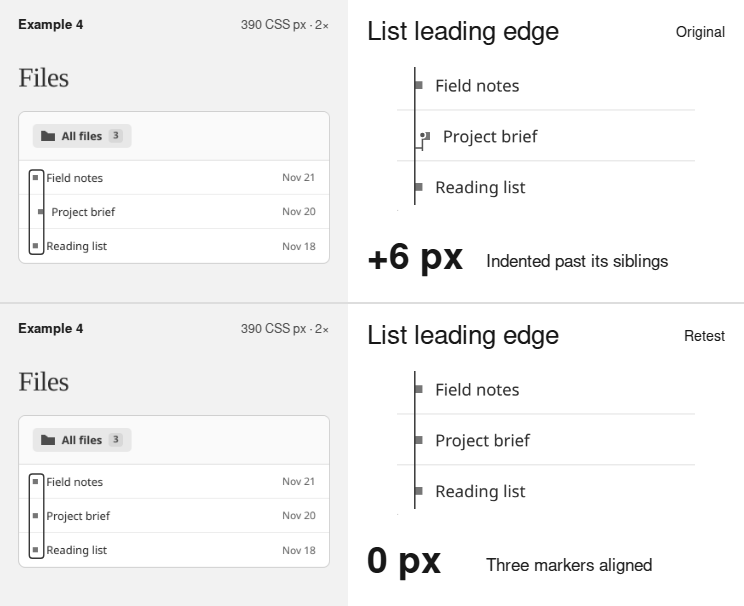 Example 4
390 CSS px · 2×
Files
All files 3
Field notes Nov 21
Project brief Nov 20
Reading list Nov 18
List leading edge
Original
Field notes
Project brief
Reading list
+6 px Indented past its siblings
Example 4
390 CSS px · 2×
Files
All files 3
Field notes Nov 21
Project brief Nov 20
Reading list Nov 18
List leading edge
Retest
Field notes
Project brief
Reading list
0 px Three markers aligned